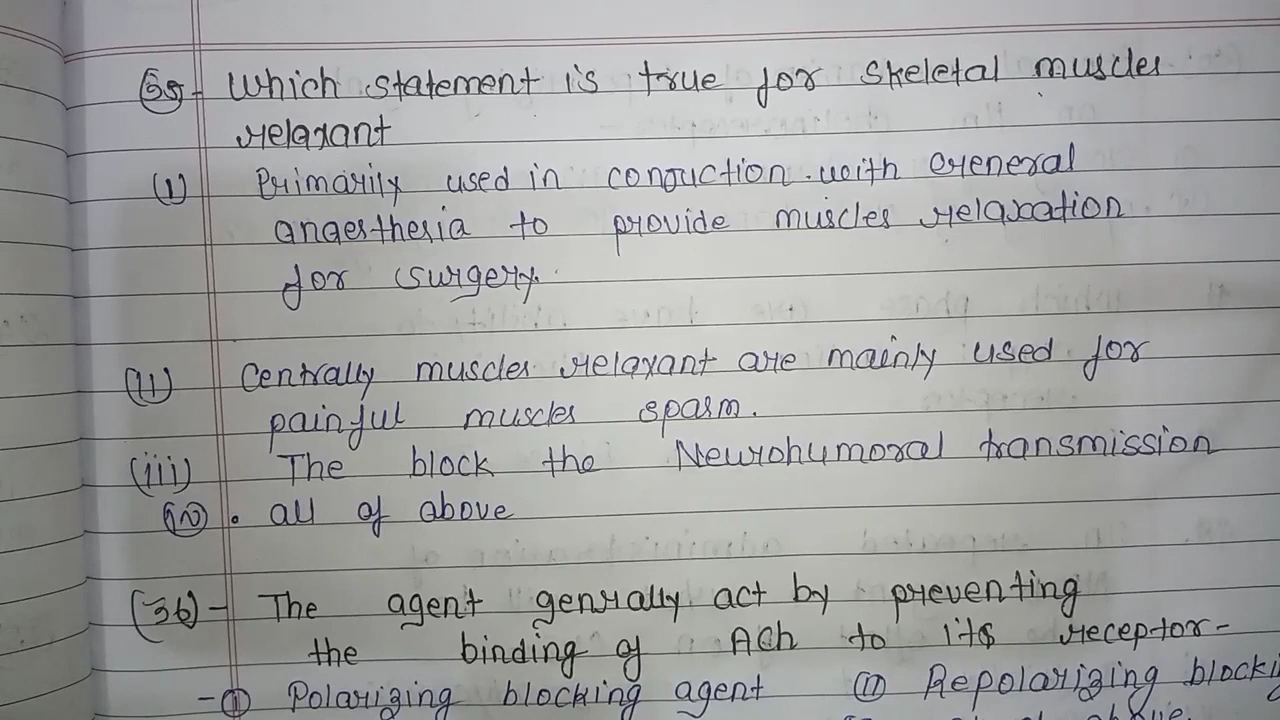 35- Which statement is true for skeletal muscles
relaxant
(i) Primarily used in conduction with General
anaesthesia to provide muscles relaxation
for surgery.
(ii) Centrally muscles relaxant are mainly used for
painful muscles spasm.
(iii) The block the Neurohumoral transmission
(iv). all of above
(36)- The agent genrally act by preventing
the binding of ACh to its receptor-
-(i) Polarizing blocking agent (ii) Repolarizing blocki